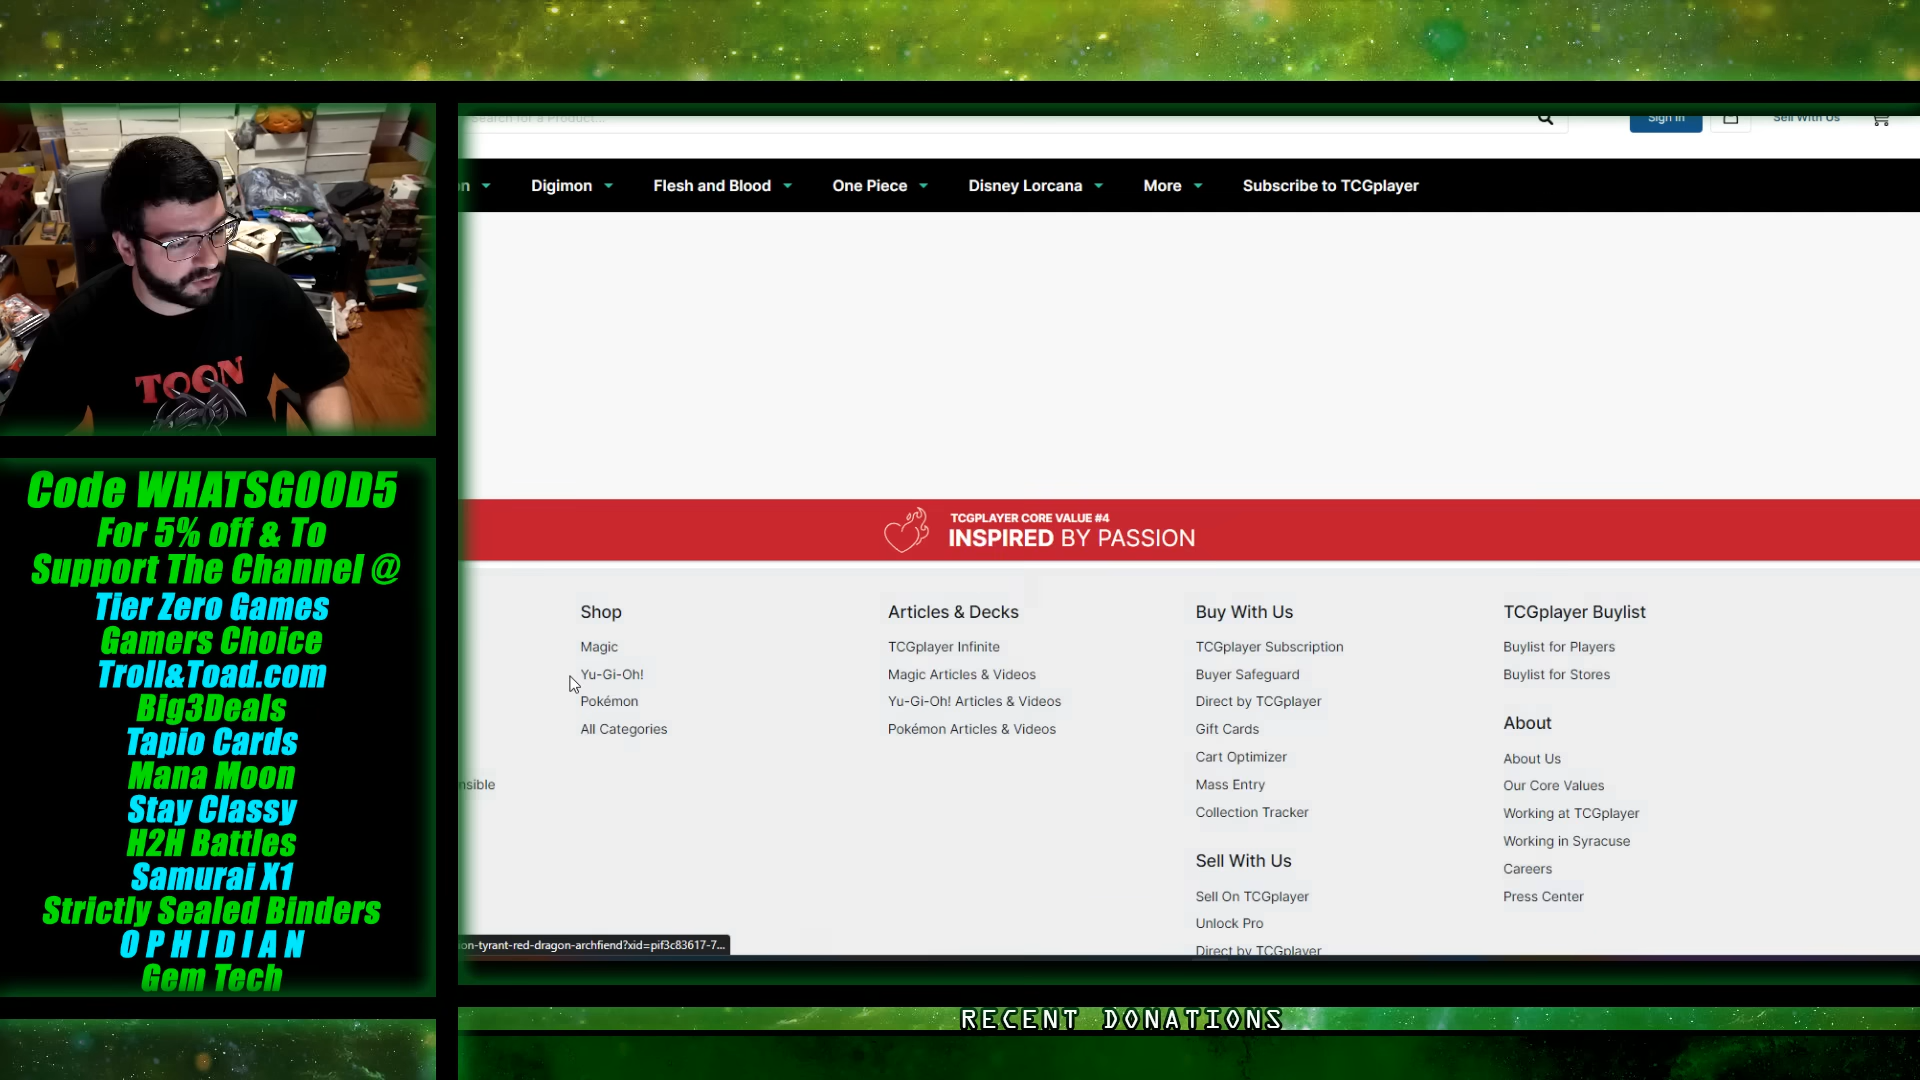 Search for a Product...
Sign In
Sell With Us
Digimon
Flesh and Blood
One Piece
Disney Lorcana
More
Subscribe to TCGplayer
TOON
Code WHATSGOOD5
For 5% off & To
Support The Channel @
Tier Zero Games
Gamers Choice
Troll&Toad.com
Big3Deals
Tapio Cards
Mana Moon
Stay Classy
H2H Battles
Samurai X1
Strictly Sealed Binders
OPHIDIAN
Gem Tech
TCGPLAYER CORE VALUE #4
INSPIRED BY PASSION
Shop
Magic
Yu-Gi-Oh!
Pokémon
All Categories
Articles & Decks
TCGplayer Infinite
Magic Articles & Videos
Yu-Gi-Oh! Articles & Videos
Pokémon Articles & Videos
Buy With Us
TCGplayer Subscription
Buyer Safeguard
Direct by TCGplayer
Gift Cards
Cart Optimizer
Mass Entry
Collection Tracker
Sell With Us
Sell On TCGplayer
Unlock Pro
Direct by TCGplayer
TCGplayer Buylist
Buylist for Players
Buylist for Stores
About
About Us
Our Core Values
Working at TCGplayer
Working in Syracuse
Careers
Press Center
nsible
on-tyrant-red-dragon-archfiend?xid=pif3c83617-7...
RECENT DONATIONS